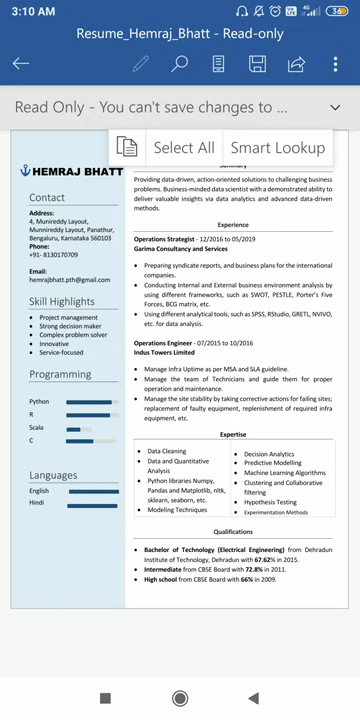 3:10 AM
4G
36
Resume_Hemraj_Bhatt - Read-only
Read Only - You can't save changes to ...
Select All
Smart Lookup
HEMRAJ BHATT
Contact
Address:
4, Munireddy Layout,
Munnireddy Layout, Panathur,
Bengaluru, Karnataka 560103
Phone:
+91- 8130170709
Email:
hemrajbhatt.pth@gmail.com
Skill Highlights
• Project management
• Strong decision maker
• Complex problem solver
• Innovative
• Service-focused
Programming
Python
R
Scala
C
Languages
English
Hindi
Summary
Providing data-driven, action-oriented solutions to challenging business
problems. Business-minded data scientist with a demonstrated ability to
deliver valuable insights via data analytics and advanced data-driven
methods.
Experience
Operations Strategist - 12/2016 to 05/2019
Garima Consultancy and Services
• Preparing syndicate reports, and business plans for the international
companies.
• Conducting Internal and External business environment analysis by
using different frameworks, such as SWOT, PESTLE, Porter's Five
Forces, BCG matrix, etc.
• Using different analytical tools, such as SPSS, RStudio, GRETL, NVIVO,
etc. for data analysis.
Operations Engineer - 07/2015 to 10/2016
Indus Towers Limited
• Manage Infra Uptime as per MSA and SLA guideline.
• Manage the team of Technicians and guide them for proper
operation and maintenance.
• Manage the site stability by taking corrective actions for failing sites;
replacement of faulty equipment, replenishment of required infra
equipment, etc.
Expertise
• Data Cleaning
• Data and Quantitative
Analysis
• Python libraries Numpy,
Pandas and Matplotlib, nltk,
sklearn, seaborn, etc.
• Modeling Techniques
• Decision Analytics
• Predictive Modelling
• Machine Learning Algorithms
• Clustering and Collaborative
filtering
• Hypothesis Testing
• Experimentation Methods
Qualifications
• Bachelor of Technology (Electrical Engineering) from Dehradun
Institute of Technology, Dehradun with 67.62% in 2015.
• Intermediate from CBSE Board with 72.8% in 2011.
• High school from CBSE Board with 66% in 2009.